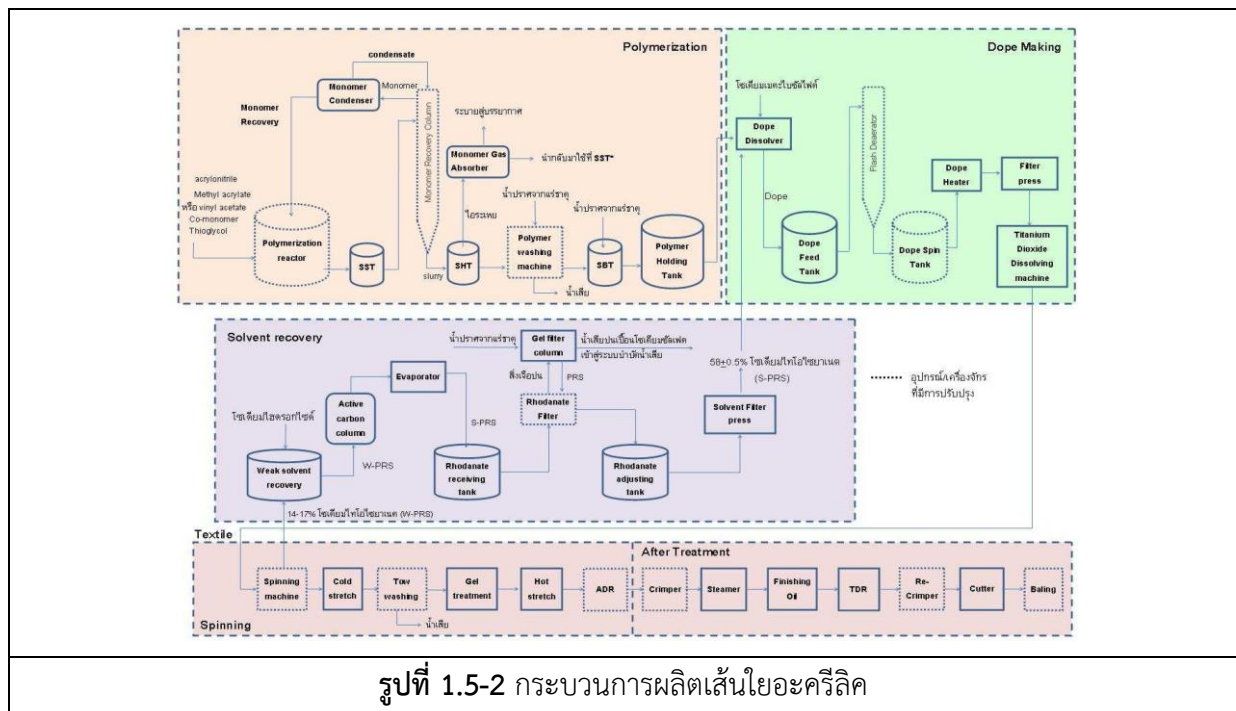 Polymerization
condensate
Monomer
Condenser
Monomer
Monomer
Recovery
Monomer Recovery Column
ระบายสู่บรรยากาศ
Monomer Gas
Absorber
นำกลับมาใช้ที่ SST*
acrylonitrile
Methyl acrylate
หรือ vinyl acetate
Co-monomer
Thioglycol
Polymerization
reactor
SST
slurry
ไอระเหย
SHT
น้ำปราศจากแร่ธาตุ
Polymer
washing
machine
น้ำเสีย
น้ำปราศจากแร่ธาตุ
SBT
Polymer
Holding
Tank
Dope Making
โซเดียมเมตะไบซัลไฟต์
Dope
Dissolver
Dope
Dope
Feed
Tank
Flash Deaerator
Dope Spin
Tank
Dope
Heater
Filter
press
Titanium
Dioxide
Dissolving
machine
Solvent recovery
น้ำปราศจากแร่ธาตุ
Gel filter
column
น้ำเสียปนเปื้อนโซเดียมซัลเฟต
เข้าสู่ระบบบำบัดน้ำเสีย
สิ่งเจือปน
PRS
Evaporator
Active
carbon
column
โซเดียมไฮดรอกไซด์
Weak solvent
recovery
W-PRS
S-PRS
Rhodanate
receiving
tank
Rhodanate
Filter
Rhodanate
adjusting
tank
Solvent Filter
press
58±0.5% โซเดียมไทโอไซยาเนต
(S-PRS)
อุปกรณ์/เครื่องจักร
ที่มีการปรับปรุง
14-17% โซเดียมไทโอไซยาเนต (W-PRS)
Textile
Spinning
machine
Cold
stretch
Tow
washing
น้ำเสีย
Gel
treatment
Hot
stretch
ADR
Spinning
After Treatment
Crimper
Steamer
Finishing
Oil
TDR
Re-
Crimper
Cutter
Baling
รูปที่ 1.5-2 กระบวนการผลิตเส้นใยอะครีลิค